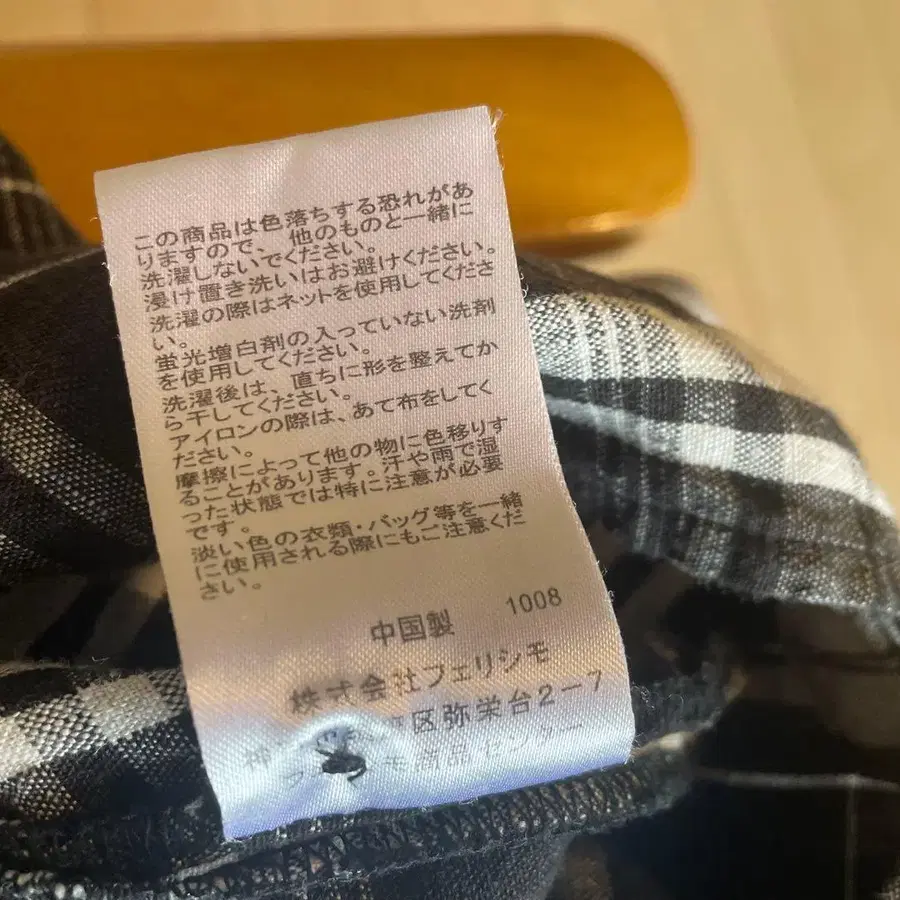 この商品は色落ちする恐れがあ
りますので、他のものと一緒に
洗濯しないでください。
浸け置き洗いはお避けください。
洗濯の際はネットを使用してくださ
い。
蛍光増白剤の入っていない洗剤
を使用してください。
洗濯後は、直ちに形を整えてか
ら干してください。
アイロンの際は、あて布をしてく
ださい。
摩擦によって他の物に色移りす
ることがあります。汗や雨で湿
った状態では特に注意が必要
です。
淡い色の衣類・バッグ等を一緒
に使用される際にもご注意くだ
さい。
中国製 1008
株式会社フェリシモ
区弥栄台2-7
モ商品センター